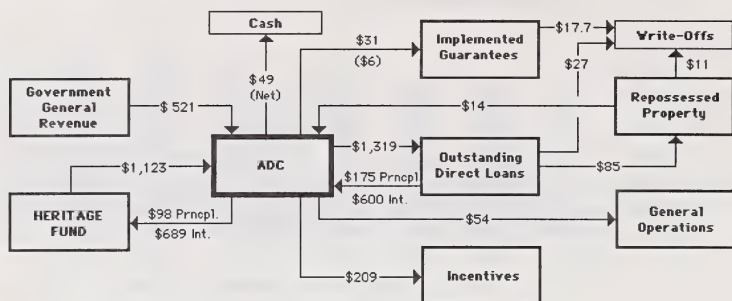 Cash
$31
($6)
Implemented
Guarantees
$17.7
Write-Offs
$27
$11
Government
General
Revenue
$ 521
$49
(Net)
$14
Repossessed
Property
$1,123
ADC
$1,319
Outstanding
Direct Loans
$85
$175 Prncpl.
$600 Int.
HERITAGE
FUND
$98 Prncpl.
$689 Int.
$54
General
Operations
$209
Incentives